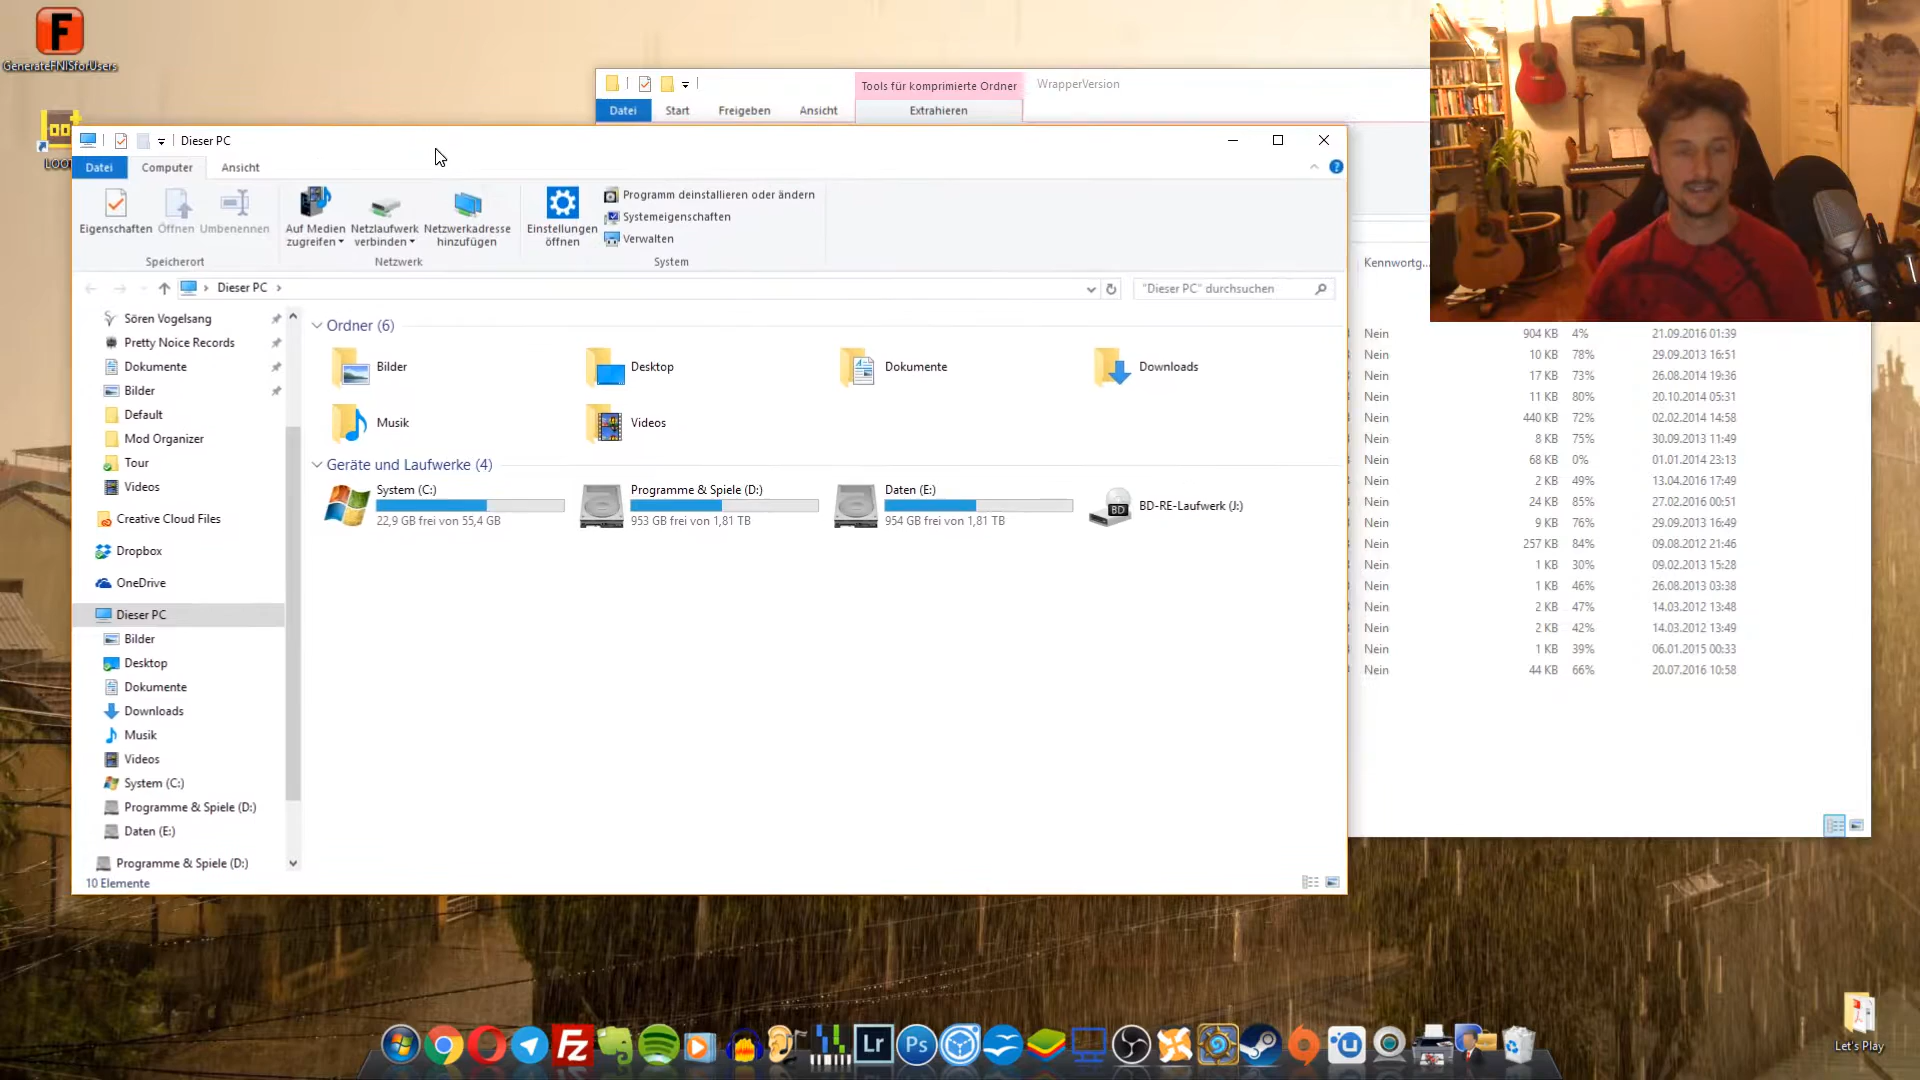 GenerateFNISforUsers
LOOT
Tools für komprimierte Ordner
WrapperVersion
Datei
Start
Freigeben
Ansicht
Extrahieren
Dieser PC
Datei
Computer
Ansicht
Eigenschaften
Öffnen
Umbenennen
Auf Medien zugreifen
Netzlaufwerk verbinden
Netzwerkadresse hinzufügen
Einstellungen öffnen
Programm deinstallieren oder ändern
Systemeigenschaften
Verwalten
Speicherort
Netzwerk
System
Dieser PC
"Dieser PC" durchsuchen
Sören Vogelsang
Pretty Noice Records
Dokumente
Bilder
Default
Mod Organizer
Tour
Videos
Creative Cloud Files
Dropbox
OneDrive
Dieser PC
Bilder
Desktop
Dokumente
Downloads
Musik
Videos
System (C:)
Programme & Spiele (D:)
Daten (E:)
Programme & Spiele (D:)
10 Elemente
Ordner (6)
Bilder
Desktop
Dokumente
Downloads
Musik
Videos
Geräte und Laufwerke (4)
System (C:)
22,9 GB frei von 55,4 GB
Programme & Spiele (D:)
953 GB frei von 1,81 TB
Daten (E:)
954 GB frei von 1,81 TB
BD
BD-RE-Laufwerk (J:)
Kennwortg...
Nein 904 KB 4% 21.09.2016 01:39
Nein 10 KB 78% 29.09.2013 16:51
Nein 17 KB 73% 26.08.2014 19:36
Nein 11 KB 80% 20.10.2014 05:31
Nein 440 KB 72% 02.02.2014 14:58
Nein 8 KB 75% 30.09.2013 11:49
Nein 68 KB 0% 01.01.2014 23:13
Nein 2 KB 49% 13.04.2016 17:49
Nein 24 KB 85% 27.02.2016 00:51
Nein 9 KB 76% 29.09.2013 16:49
Nein 257 KB 84% 09.08.2012 21:46
Nein 1 KB 30% 09.02.2013 15:28
Nein 1 KB 46% 26.08.2013 03:38
Nein 2 KB 47% 14.03.2012 13:48
Nein 2 KB 42% 14.03.2012 13:49
Nein 1 KB 39% 06.01.2015 00:33
Nein 44 KB 66% 20.07.2016 10:58
Let's Play
Fz
Lr
Ps